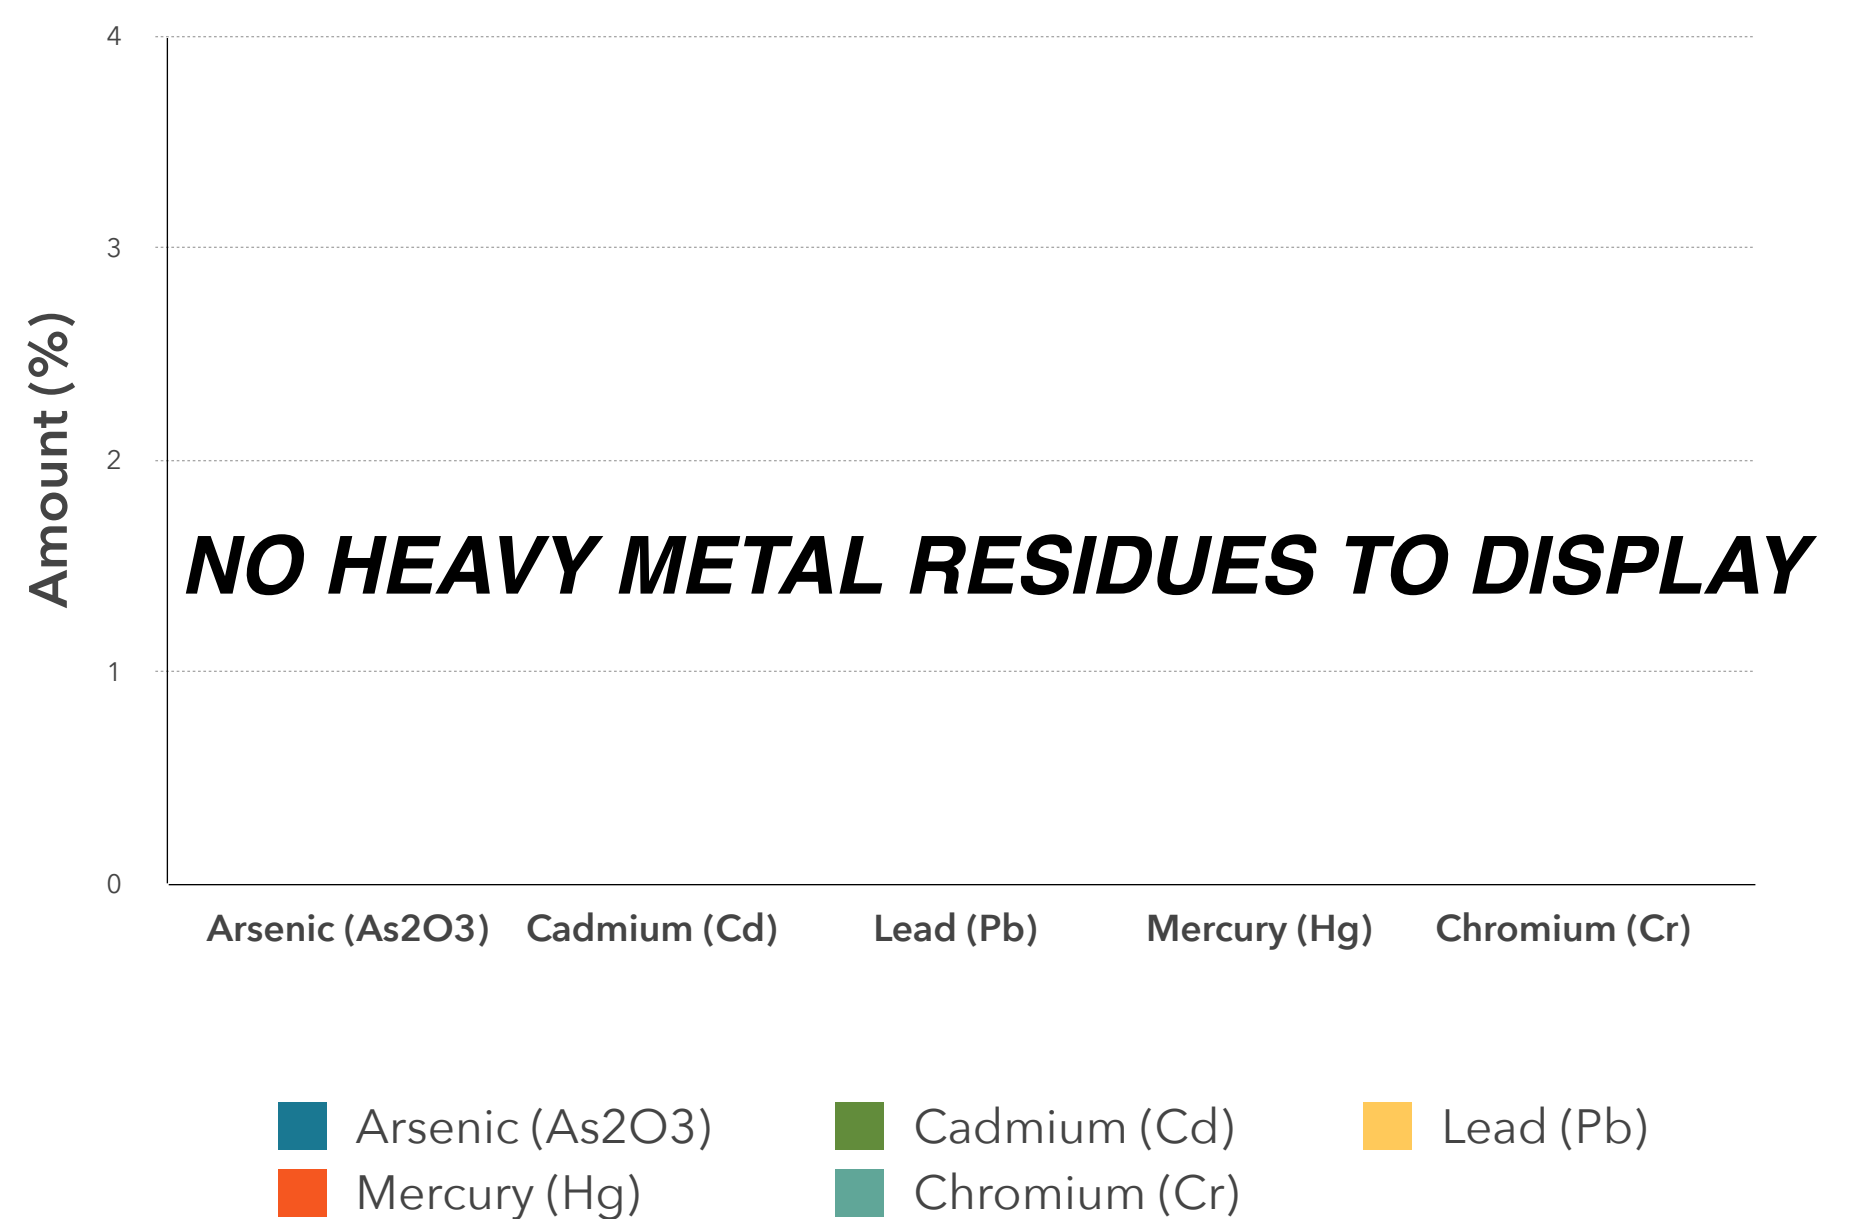 4
3
2
1
0
Amount (%)
NO HEAVY METAL RESIDUES TO DISPLAY
Arsenic (As2O3) Cadmium (Cd) Lead (Pb) Mercury (Hg) Chromium (Cr)
Arsenic (As2O3) Cadmium (Cd) Lead (Pb)
Mercury (Hg) Chromium (Cr)